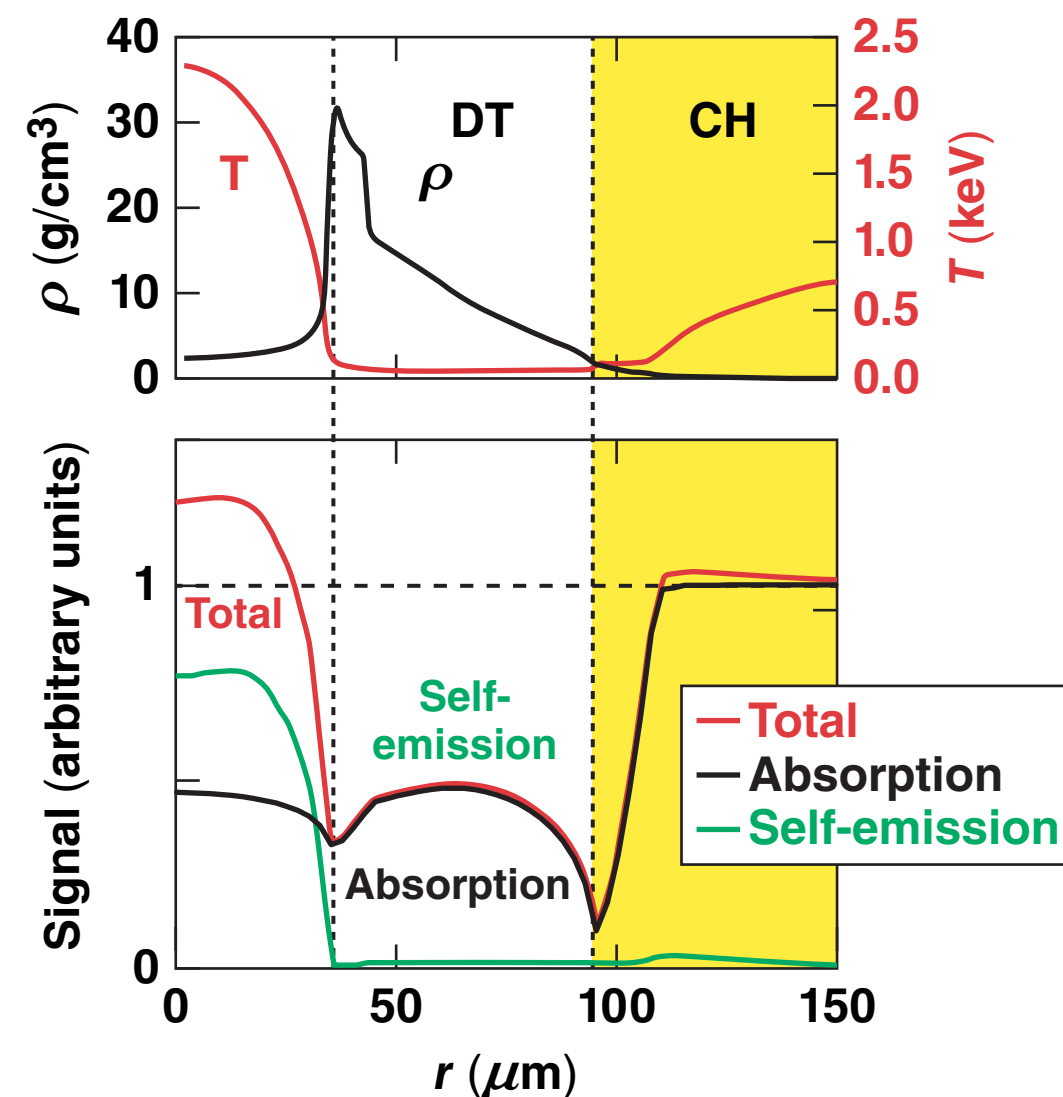 40
30
20
10
0
ρ (g/cm³)
T
DT
ρ
CH
2.5
2.0
1.5
1.0
0.5
0.0
T (keV)
Signal (arbitrary units)
1
0
Total
Self-
emission
Absorption
Total
Absorption
Self-emission
0
50
100
150
r (μm)